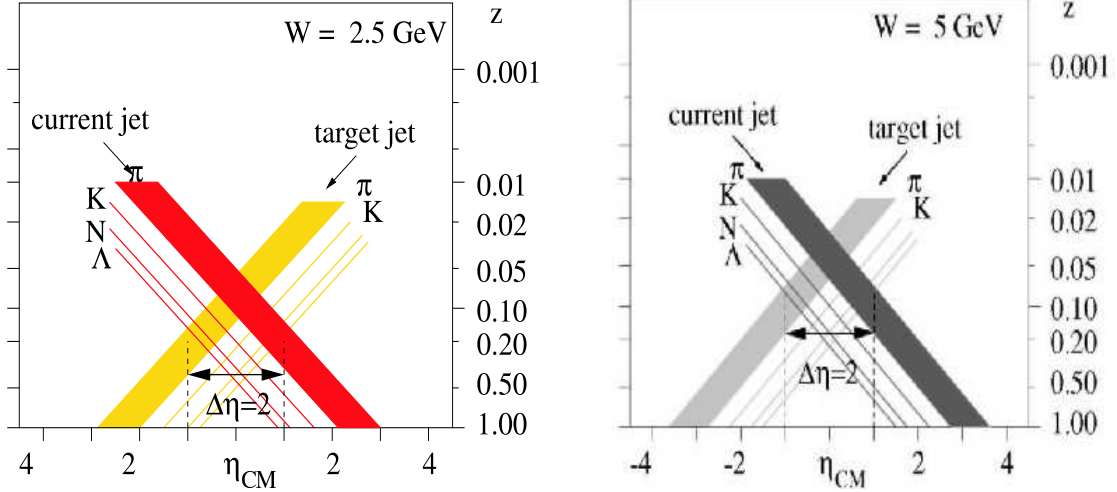 z
W = 2.5 GeV
0.001
current jet
target jet
π
π
0.01
K
K
0.02
N
Λ
0.05
0.10
0.20
0.50
Δη=2
1.00
4
2
η_CM
2
4
z
W = 5 GeV
0.001
current jet
target jet
π
π
0.01
K
K
0.02
N
Λ
0.05
0.10
0.20
Δη=2
0.50
1.00
-4
-2
η_CM
2
4